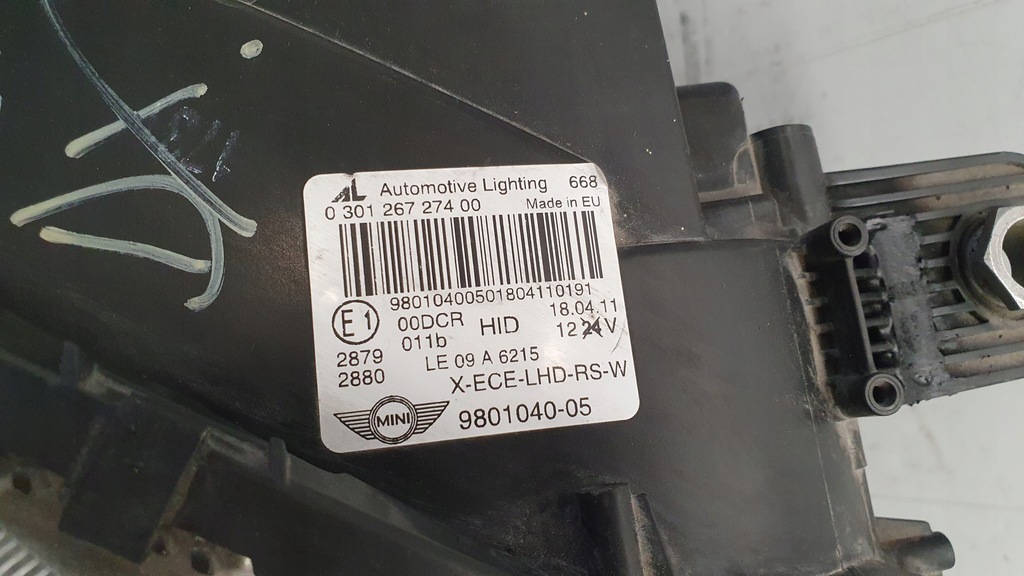 AL Automotive Lighting 668
0 301 267 274 00 Made in EU
98010400501804110191
E1 00DCR HID 18.04.11
011b 12 24 V
2879 LE 09 A 6215
2880 X-ECE-LHD-RS-W
MINI 9801040-05